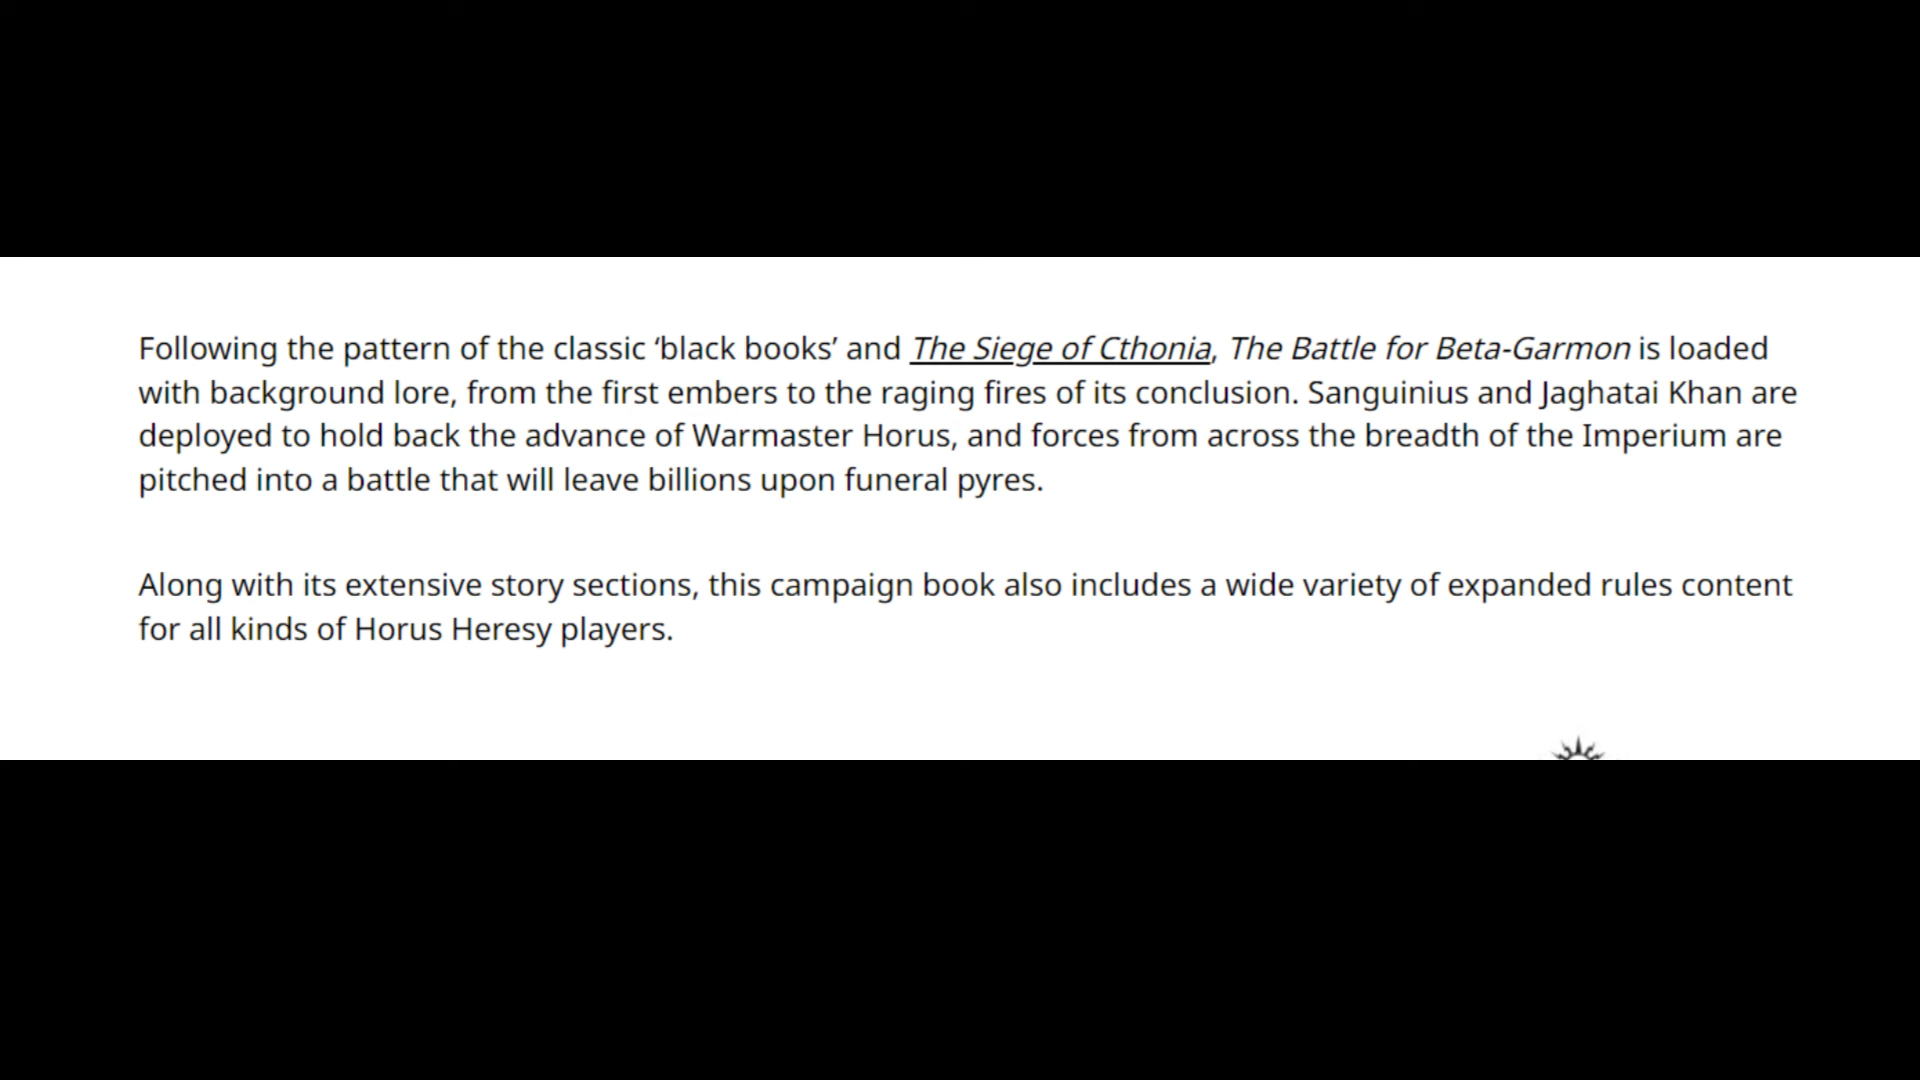 Following the pattern of the classic ‘black books’ and The Siege of Cthonia, The Battle for Beta-Garmon is loaded
with background lore, from the first embers to the raging fires of its conclusion. Sanguinius and Jaghatai Khan are
deployed to hold back the advance of Warmaster Horus, and forces from across the breadth of the Imperium are
pitched into a battle that will leave billions upon funeral pyres.
Along with its extensive story sections, this campaign book also includes a wide variety of expanded rules content
for all kinds of Horus Heresy players.